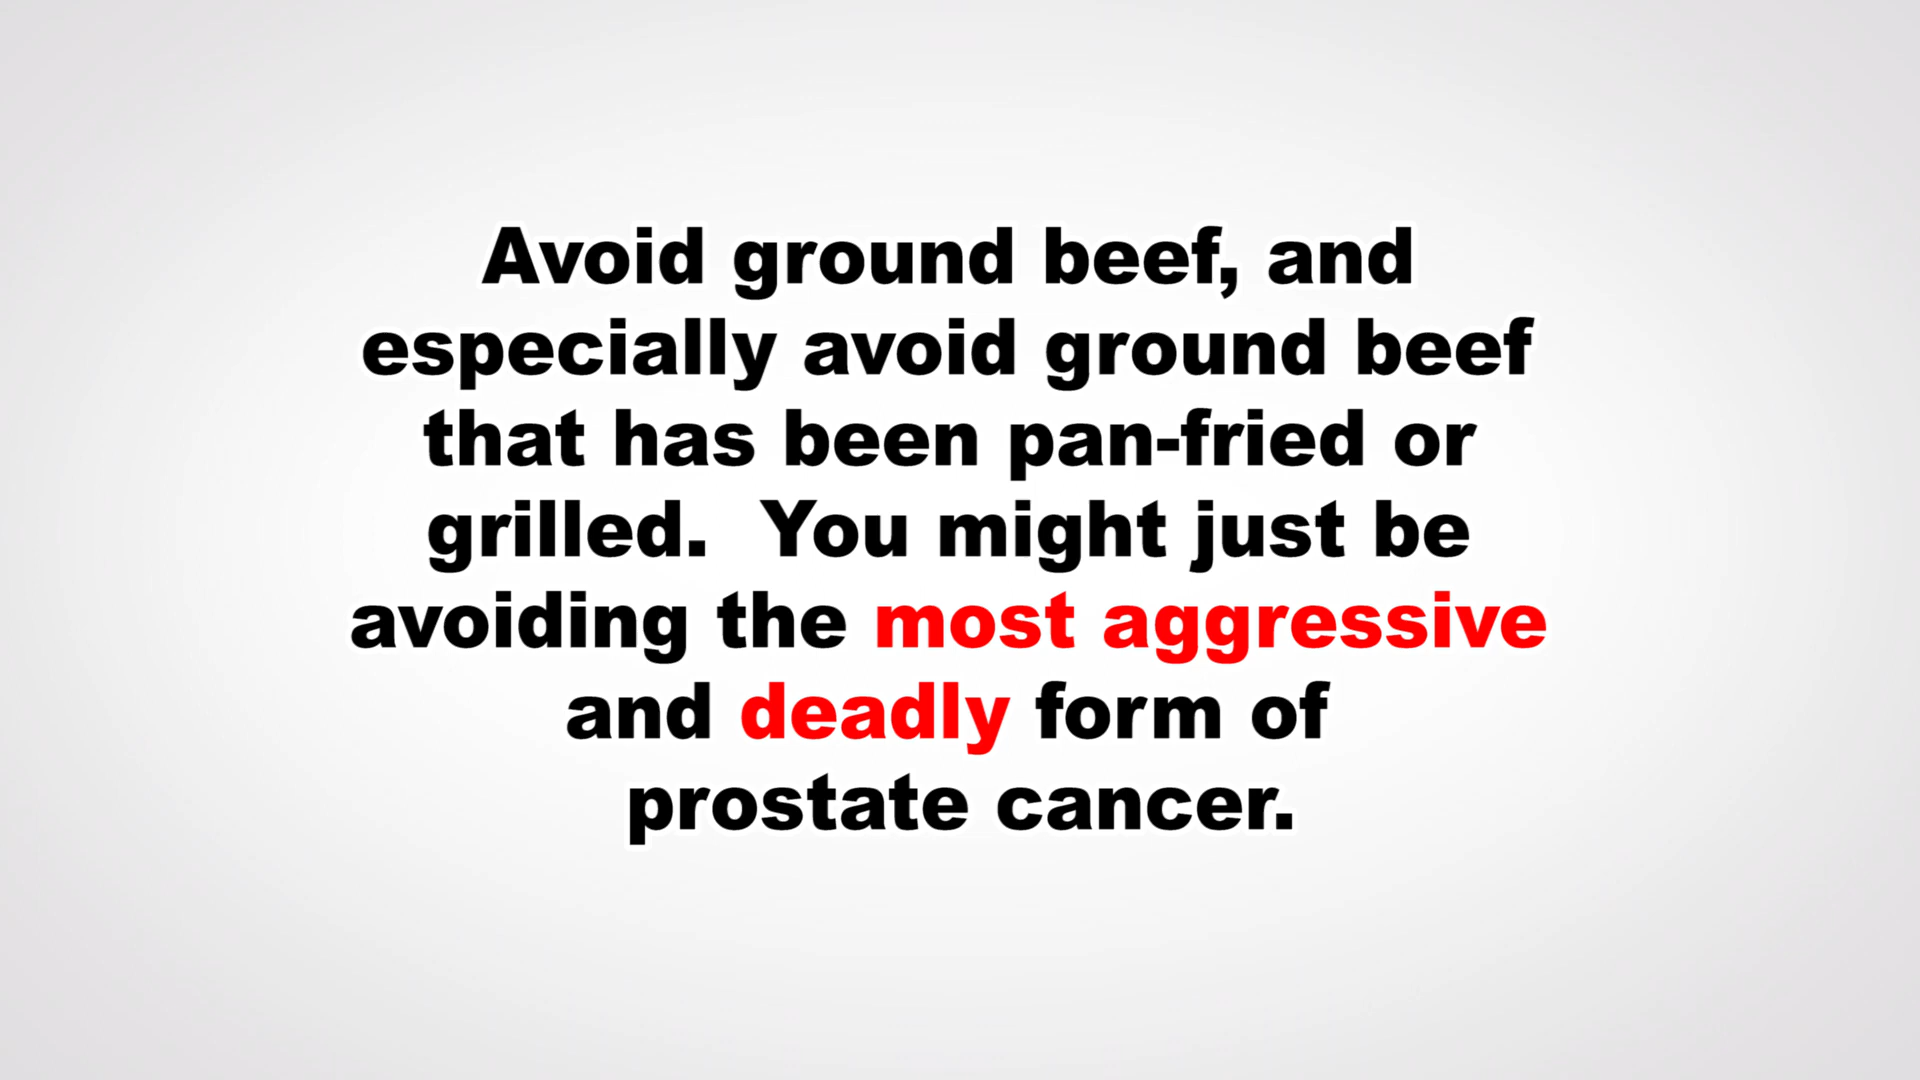 Avoid ground beef, and
especially avoid ground beef
that has been pan-fried or
grilled.  You might just be
avoiding the most aggressive
and deadly form of
prostate cancer.